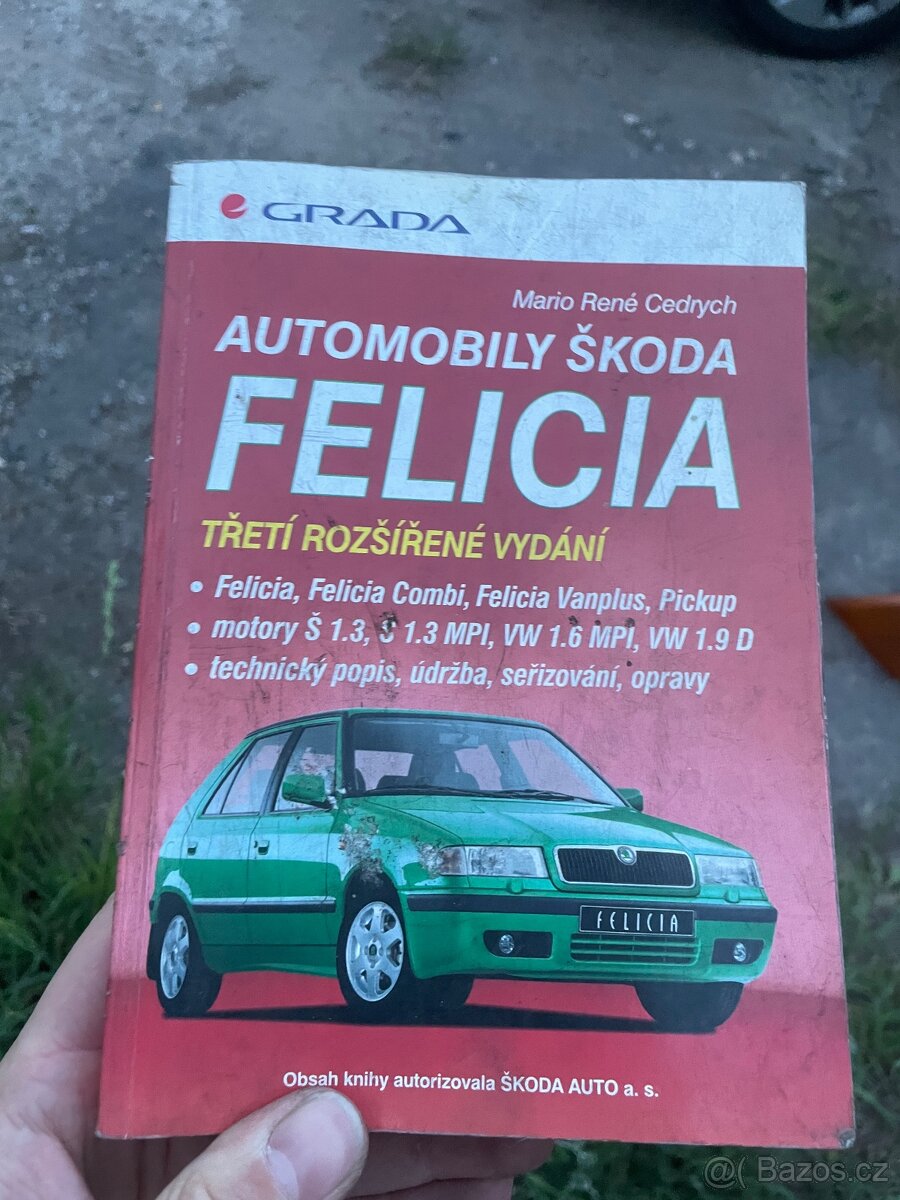 GRADA
Mario René Cedrych
AUTOMOBILY ŠKODA
FELICIA
TŘETÍ ROZŠÍŘENÉ VYDÁNÍ
• Felicia, Felicia Combi, Felicia Vanplus, Pickup
• motory Š 1.3, Š 1.3 MPI, VW 1.6 MPI, VW 1.9 D
• technický popis, údržba, seřizování, opravy
FELICIA
Obsah knihy autorizovala ŠKODA AUTO a. s.
@( Bazos.cz